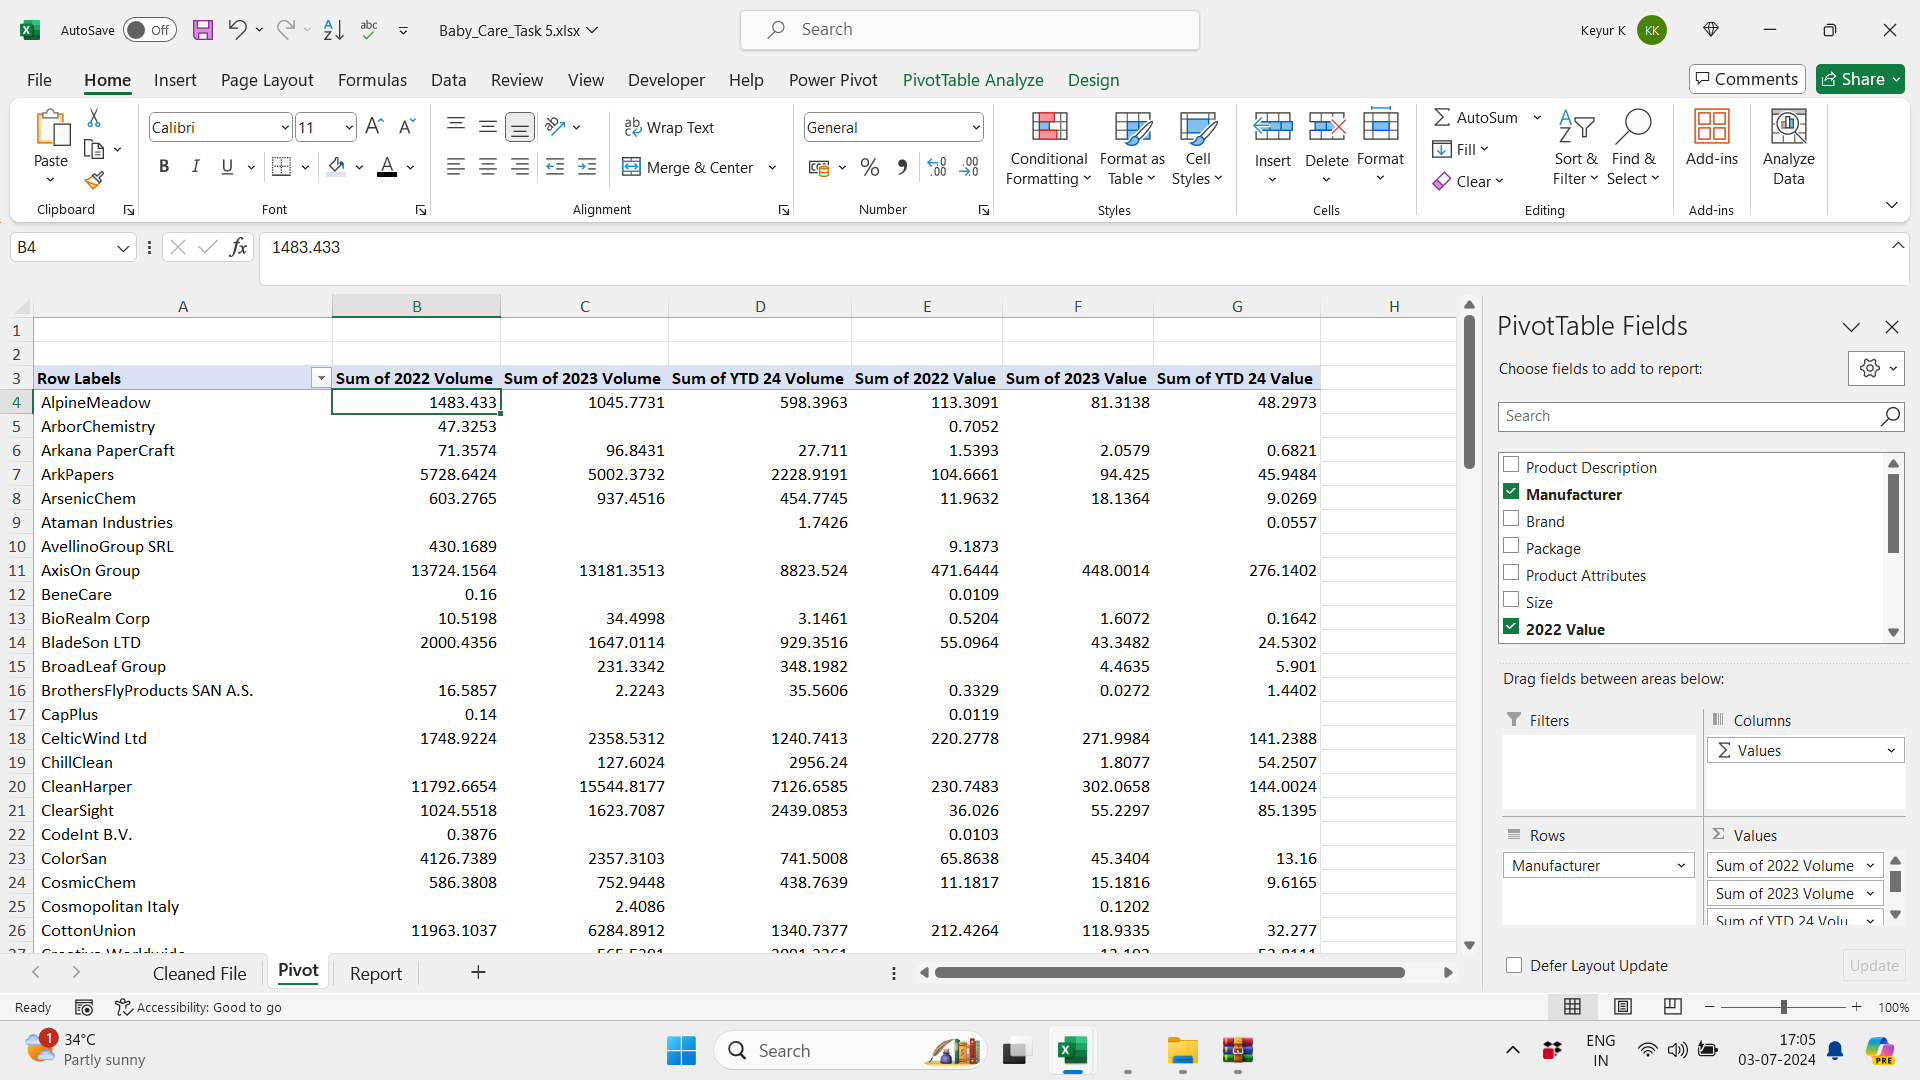 AutoSave Off Baby_Care_Task 5.xlsx Search Keyur K KK
File Home Insert Page Layout Formulas Data Review View Developer Help Power Pivot PivotTable Analyze Design Comments Share
Paste
Clipboard
Calibri 11
B I U A
Font
Wrap Text
Merge & Center
Alignment
General
Number
Conditional Formatting
Format as Table
Cell Styles
Styles
Insert
Delete
Format
Cells
AutoSum
Fill
Clear
Sort & Filter
Find & Select
Editing
Add-ins
Add-ins
Analyze Data
B4 fx 1483.433
A B C D E F G H
1
2
3 Row Labels Sum of 2022 Volume Sum of 2023 Volume Sum of YTD 24 Volume Sum of 2022 Value Sum of 2023 Value Sum of YTD 24 Value
4 AlpineMeadow 1483.433 1045.7731 598.3963 113.3091 81.3138 48.2973
5 ArborChemistry 47.3253 0.7052
6 Arkana PaperCraft 71.3574 96.8431 27.711 1.5393 2.0579 0.6821
7 ArkPapers 5728.6424 5002.3732 2228.9191 104.6661 94.425 45.9484
8 ArsenicChem 603.2765 937.4516 454.7745 11.9632 18.1364 9.0269
9 Ataman Industries 1.7426 0.0557
10 AvellinoGroup SRL 430.1689 9.1873
11 AxisOn Group 13724.1564 13181.3513 8823.524 471.6444 448.0014 276.1402
12 BeneCare 0.16 0.0109
13 BioRealm Corp 10.5198 34.4998 3.1461 0.5204 1.6072 0.1642
14 BladeSon LTD 2000.4356 1647.0114 929.3516 55.0964 43.3482 24.5302
15 BroadLeaf Group 231.3342 348.1982 4.4635 5.901
16 BrothersFlyProducts SAN A.S. 16.5857 2.2243 35.5606 0.3329 0.0272 1.4402
17 CapPlus 0.14 0.0119
18 CelticWind Ltd 1748.9224 2358.5312 1240.7413 220.2778 271.9984 141.2388
19 ChillClean 127.6024 2956.24 1.8077 54.2507
20 CleanHarper 11792.6654 15544.8177 7126.6585 230.7483 302.0658 144.0024
21 ClearSight 1024.5518 1623.7087 2439.0853 36.026 55.2297 85.1395
22 CodeInt B.V. 0.3876 0.0103
23 ColorSan 4126.7389 2357.3103 741.5008 65.8638 45.3404 13.16
24 CosmicChem 586.3808 752.9448 438.7639 11.1817 15.1816 9.6165
25 Cosmopolitan Italy 2.4086 0.1202
26 CottonUnion 11963.1037 6284.8912 1340.7377 212.4264 118.9335 32.277
PivotTable Fields
Choose fields to add to report:
Search
Product Description
Manufacturer
Brand
Package
Product Attributes
Size
2022 Value
Drag fields between areas below:
Filters
Columns
Σ Values
Rows
Manufacturer
Σ Values
Sum of 2022 Volume
Sum of 2023 Volume
Sum of YTD 24 Volu
Defer Layout Update Update
Cleaned File Pivot Report +
Ready Accessibility: Good to go 100%
1 34°C
Partly sunny
Search
ENG
IN
17:05
03-07-2024
PRE